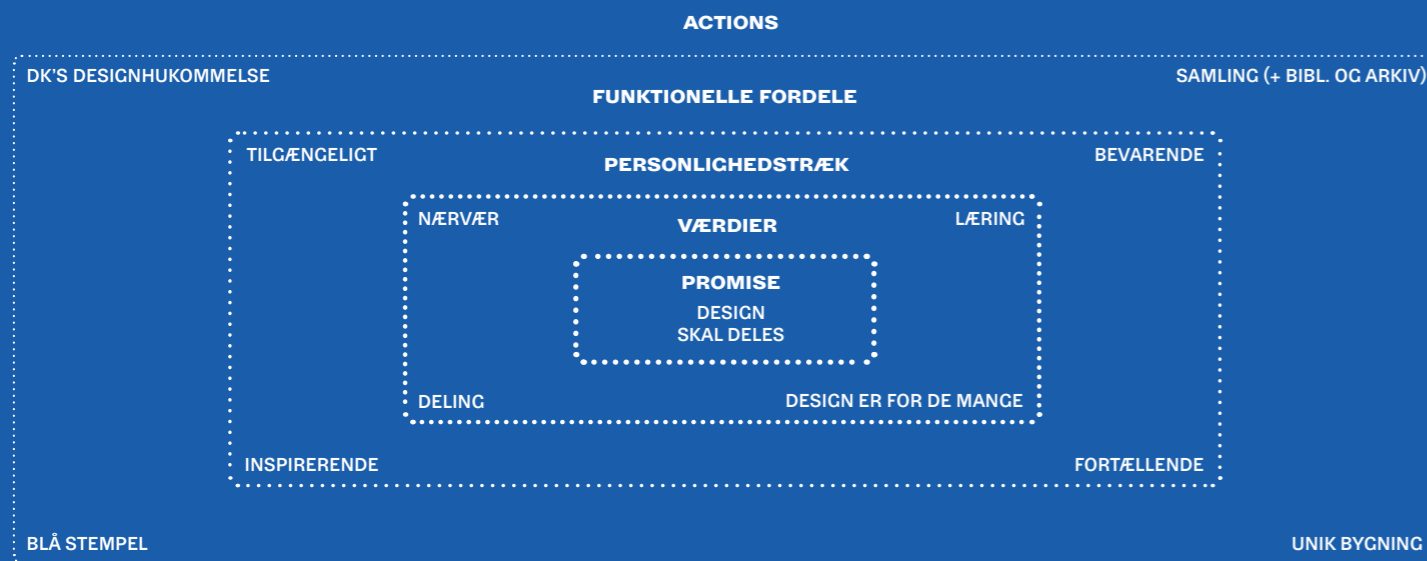 ACTIONS
DK'S DESIGNHUKOMMELSE
SAMLING (+ BIBL. OG ARKIV)
FUNKTIONELLE FORDELE
TILGÆNGELIGT
BEVARENDE
PERSONLIGHEDSTRÆK
NÆRVÆR
LÆRING
VÆRDIER
PROMISE
DESIGN
SKAL DELES
DELING
DESIGN ER FOR DE MANGE
INSPIRERENDE
FORTÆLLENDE
BLÅ STEMPEL
UNIK BYGNING